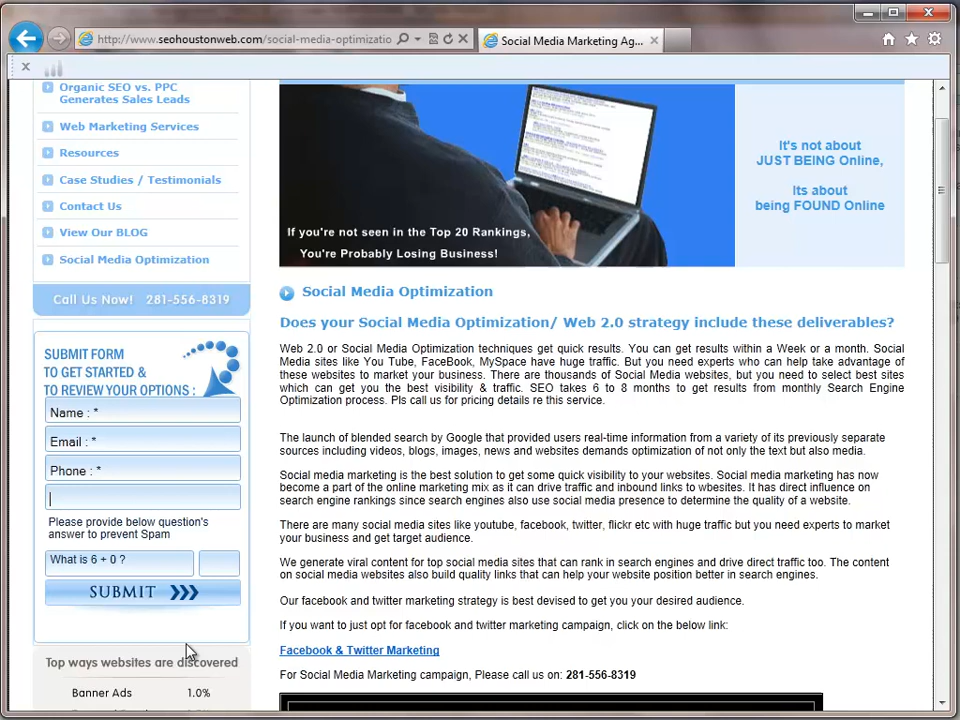 http://www.seohoustonweb.com/social-media-optimizatio
Social Media Marketing Ag...
Organic SEO vs. PPC
Generates Sales Leads
Web Marketing Services
Resources
Case Studies / Testimonials
Contact Us
View Our BLOG
Social Media Optimization
Call Us Now! 281-556-8319
SUBMIT FORM
TO GET STARTED &
TO REVIEW YOUR OPTIONS :
Name : *
Email : *
Phone : *
Please provide below question's
answer to prevent Spam
What is 6 + 0 ?
SUBMIT
Top ways websites are discovered
Banner Ads 1.0%
If you're not seen in the Top 20 Rankings,
You're Probably Losing Business!
It's not about
JUST BEING Online,
Its about
being FOUND Online
Social Media Optimization
Does your Social Media Optimization/ Web 2.0 strategy include these deliverables?
Web 2.0 or Social Media Optimization techniques get quick results. You can get results within a Week or a month. Social
Media sites like You Tube, FaceBook, MySpace have huge traffic. But you need experts who can help take advantage of
these websites to market your business. There are thousands of Social Media websites, but you need to select best sites
which can get you the best visibility & traffic. SEO takes 6 to 8 months to get results from monthly Search Engine
Optimization process. Pls call us for pricing details re this service.
The launch of blended search by Google that provided users real-time information from a variety of its previously separate
sources including videos, blogs, images, news and websites demands optimization of not only the text but also media.
Social media marketing is the best solution to get some quick visibility to your websites. Social media marketing has now
become a part of the online marketing mix as it can drive traffic and inbound links to wbesites. It has direct influence on
search engine rankings since search engines also use social media presence to determine the quality of a website.
There are many social media sites like youtube, facebook, twitter, flickr etc with huge traffic but you need experts to market
your business and get target audience.
We generate viral content for top social media sites that can rank in search engines and drive direct traffic too. The content
on social media websites also build quality links that can help your website position better in search engines.
Our facebook and twitter marketing strategy is best devised to get you your desired audience.
If you want to just opt for facebook and twitter marketing campaign, click on the below link:
Facebook & Twitter Marketing
For Social Media Marketing campaign, Please call us on: 281-556-8319